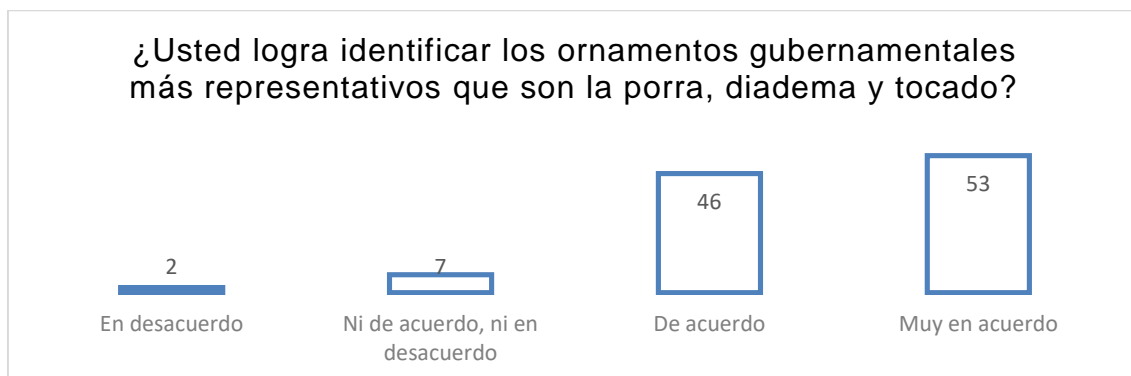 ¿Usted logra identificar los ornamentos gubernamentales
más representativos que son la porra, diadema y tocado?
2
7
46
53
En desacuerdo
Ni de acuerdo, ni en
desacuerdo
De acuerdo
Muy en acuerdo